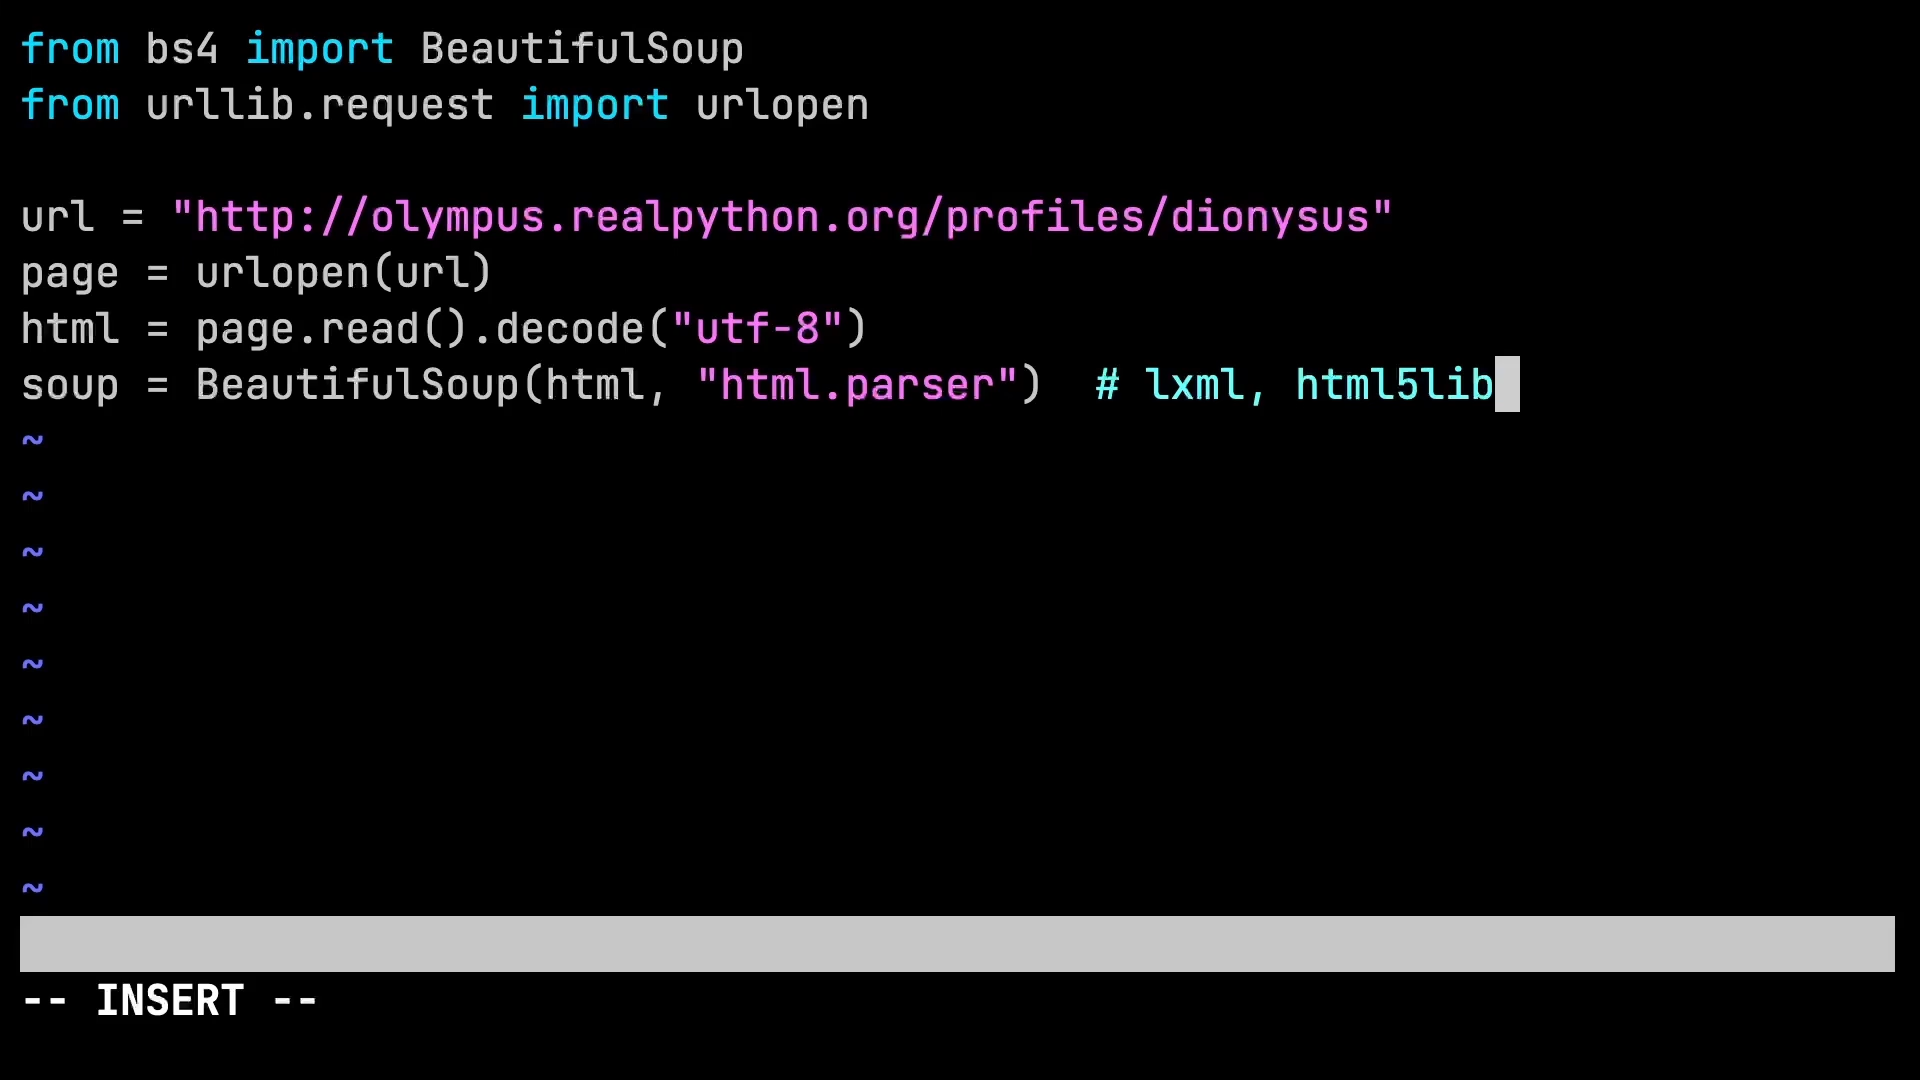 from bs4 import BeautifulSoup
from urllib.request import urlopen

url = "http://olympus.realpython.org/profiles/dionysus"
page = urlopen(url)
html = page.read().decode("utf-8")
soup = BeautifulSoup(html, "html.parser")  # lxml, html5lib
~
~
~
~
~
~
~
~
~
-- INSERT --